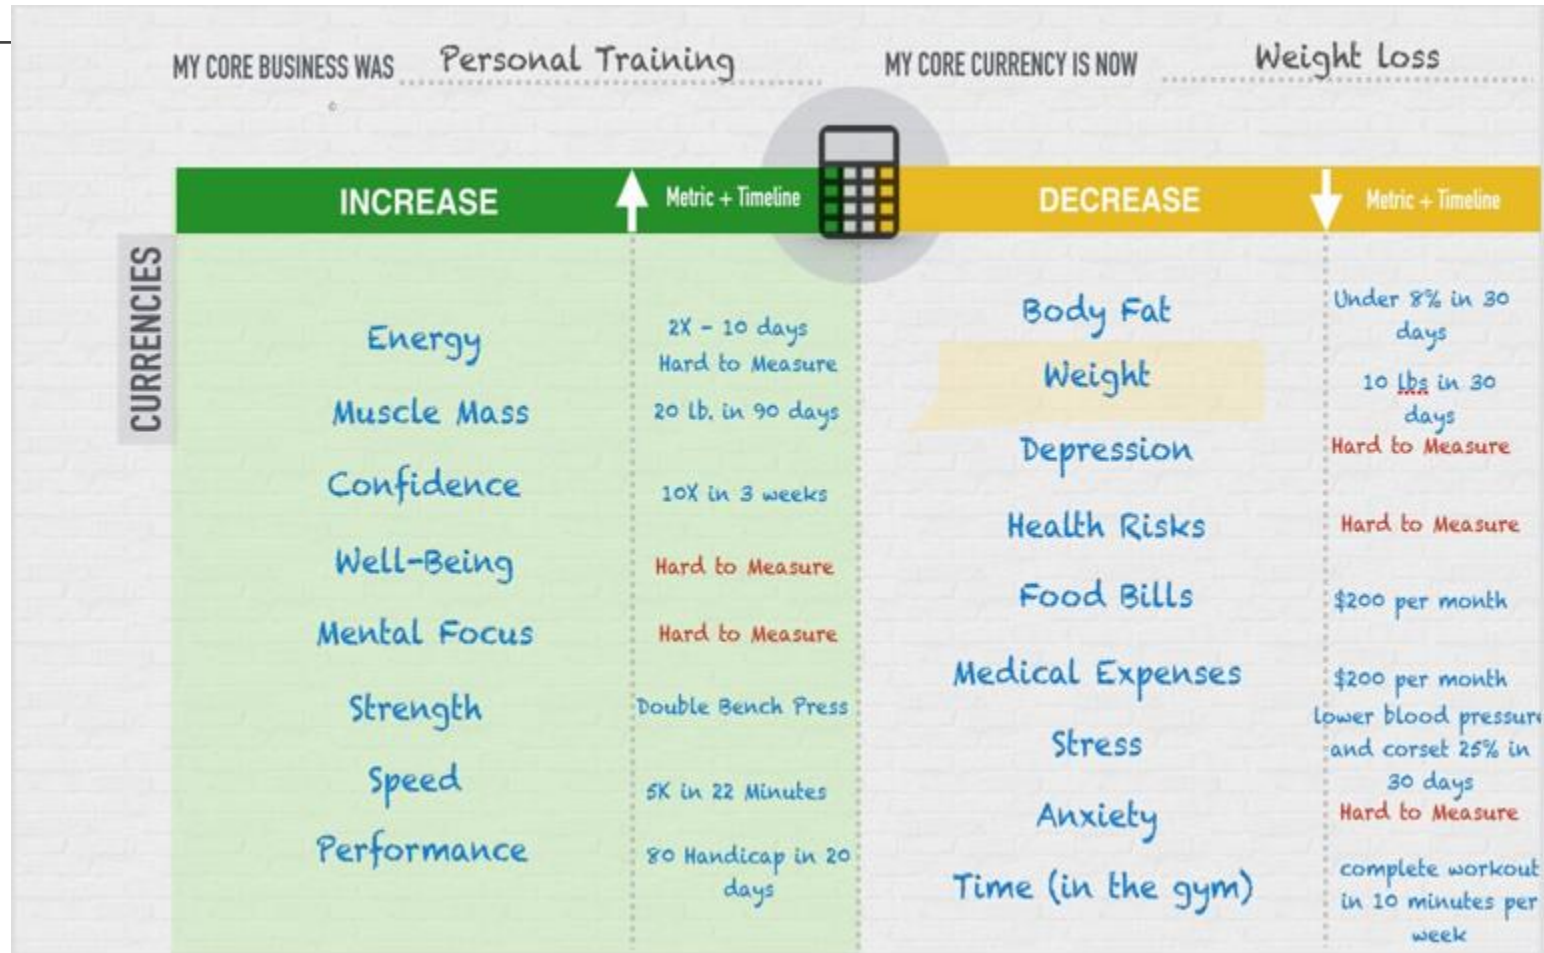 MY CORE BUSINESS WAS Personal Training
MY CORE CURRENCY IS NOW Weight loss
INCREASE
Metric + Timeline
DECREASE
Metric + Timeline
CURRENCIES
Energy
2X - 10 days
Hard to Measure
Muscle Mass
20 lb. in 90 days
Confidence
10X in 3 weeks
Well-Being
Hard to Measure
Mental Focus
Hard to Measure
Strength
Double Bench Press
Speed
5K in 22 Minutes
Performance
80 Handicap in 20
days
Body Fat
Under 8% in 30
days
Weight
10 lbs in 30
days
Depression
Hard to Measure
Health Risks
Hard to Measure
Food Bills
$200 per month
Medical Expenses
$200 per month
Stress
lower blood pressure
and corset 25% in
30 days
Anxiety
Hard to Measure
Time (in the gym)
complete workout
in 10 minutes per
week